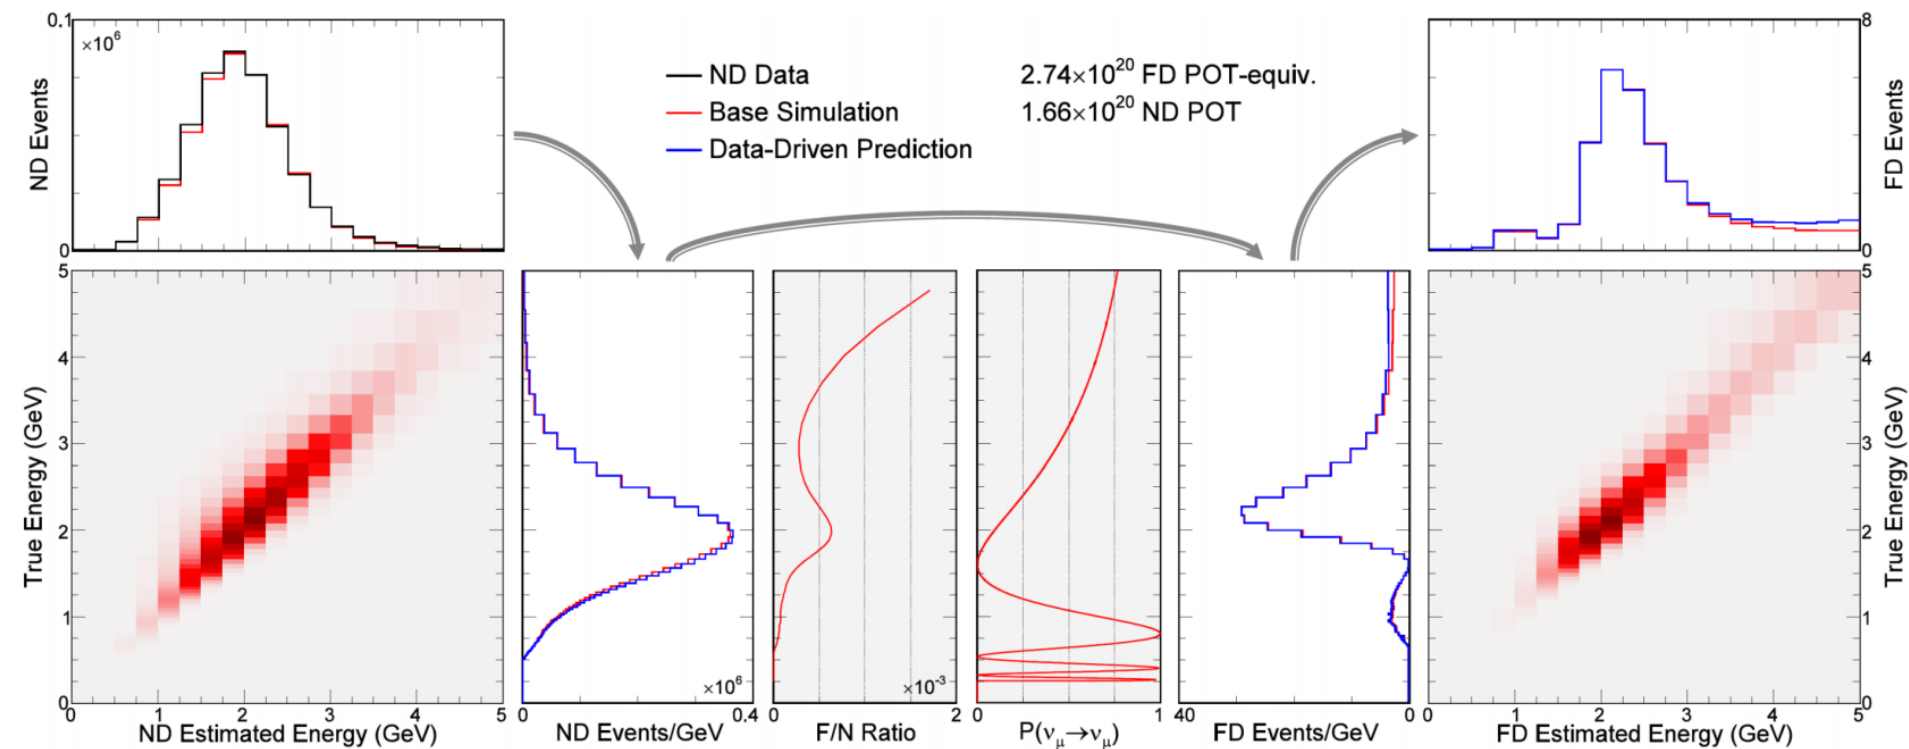 0.1
×10⁶
ND Events
0
ND Data
Base Simulation
Data-Driven Prediction
2.74×10²⁰ FD POT-equiv.
1.66×10²⁰ ND POT
8
FD Events
0
5
4
3
2
1
0
True Energy (GeV)
0 1 2 3 4 5
ND Estimated Energy (GeV)
×10⁶
0 0.4
ND Events/GeV
×10⁻³
0 2
F/N Ratio
0 1
P(νμ→νμ)
40 0
FD Events/GeV
5
4
3
2
1
0
True Energy (GeV)
0 1 2 3 4 5
FD Estimated Energy (GeV)